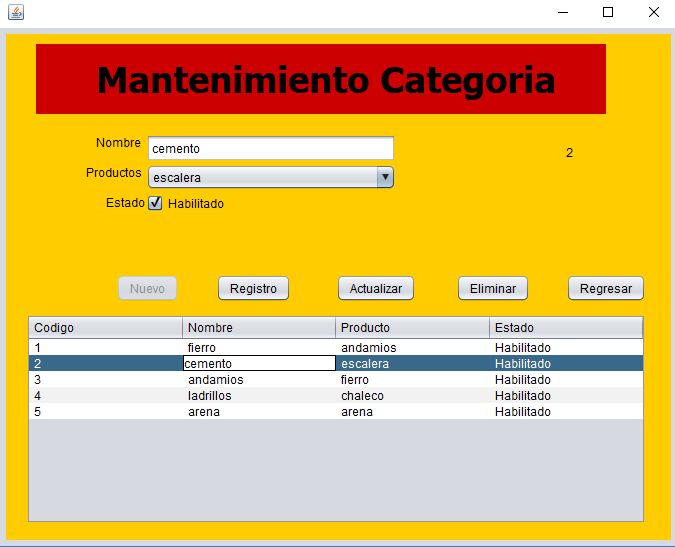 Mantenimiento Categoria
Nombre cemento
2
Productos escalera
Estado Habilitado
Nuevo Registro Actualizar Eliminar Regresar
Codigo Nombre Producto Estado
1 fierro andamios Habilitado
2 cemento escalera Habilitado
3 andamios fierro Habilitado
4 ladrillos chaleco Habilitado
5 arena arena Habilitado